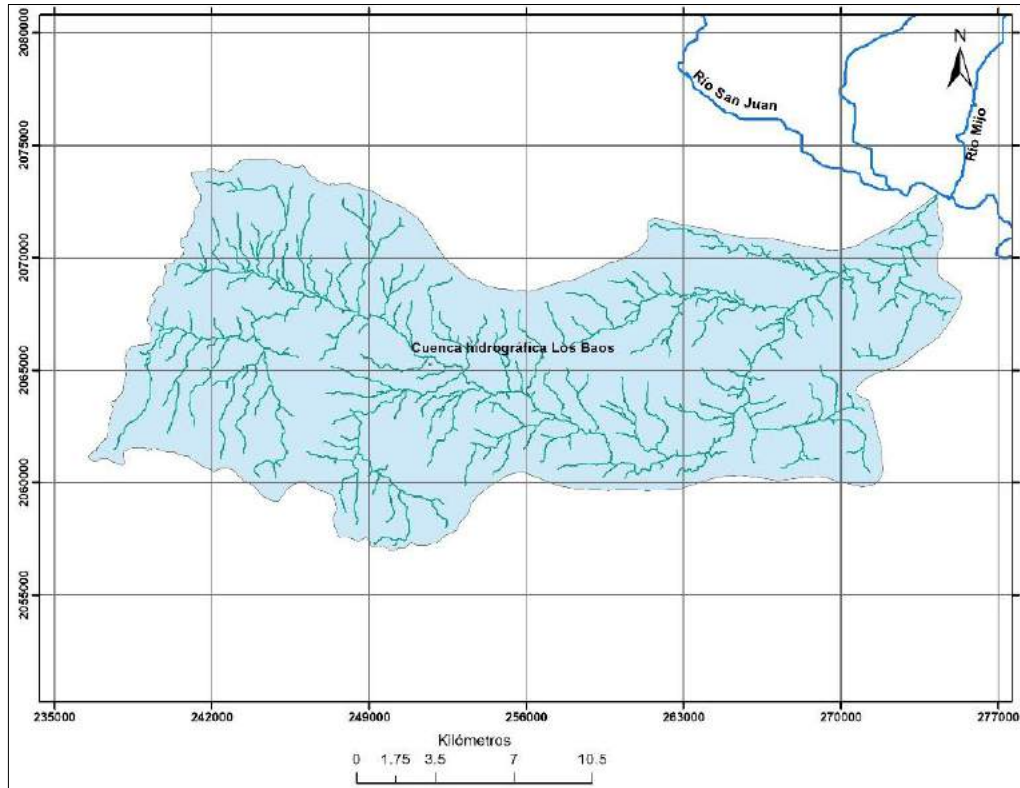 N
Río San Juan
Río Mijo
Cuenca hidrográfica Los Baos
2080000
2075000
2070000
2065000
2060000
2055000
235000 242000 249000 256000 263000 270000 277000
Kilómetros
0 1.75 3.5 7 10.5